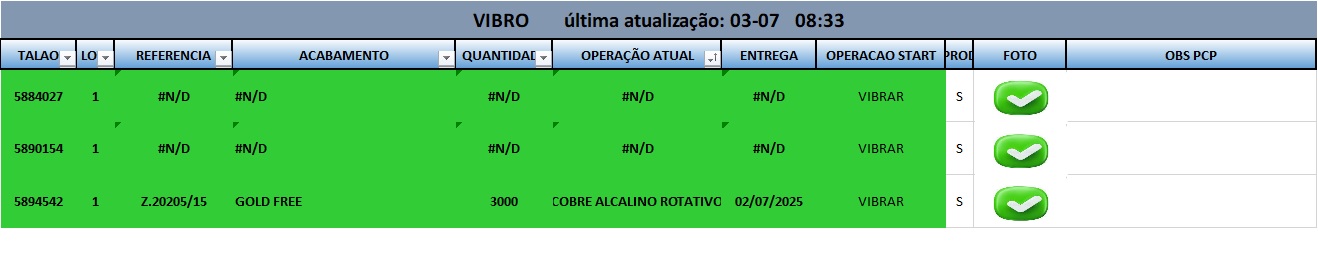 VIBRO última atualização: 03-07 08:33
TALAO LO REFERENCIA ACABAMENTO QUANTIDAD OPERAÇÃO ATUAL ENTREGA OPERACAO START PROD FOTO OBS PCP
5884027 1 #N/D #N/D #N/D #N/D #N/D VIBRAR S
5890154 1 #N/D #N/D #N/D #N/D #N/D VIBRAR S
5894542 1 Z.20205/15 GOLD FREE 3000 COBRE ALCALINO ROTATIVO 02/07/2025 VIBRAR S